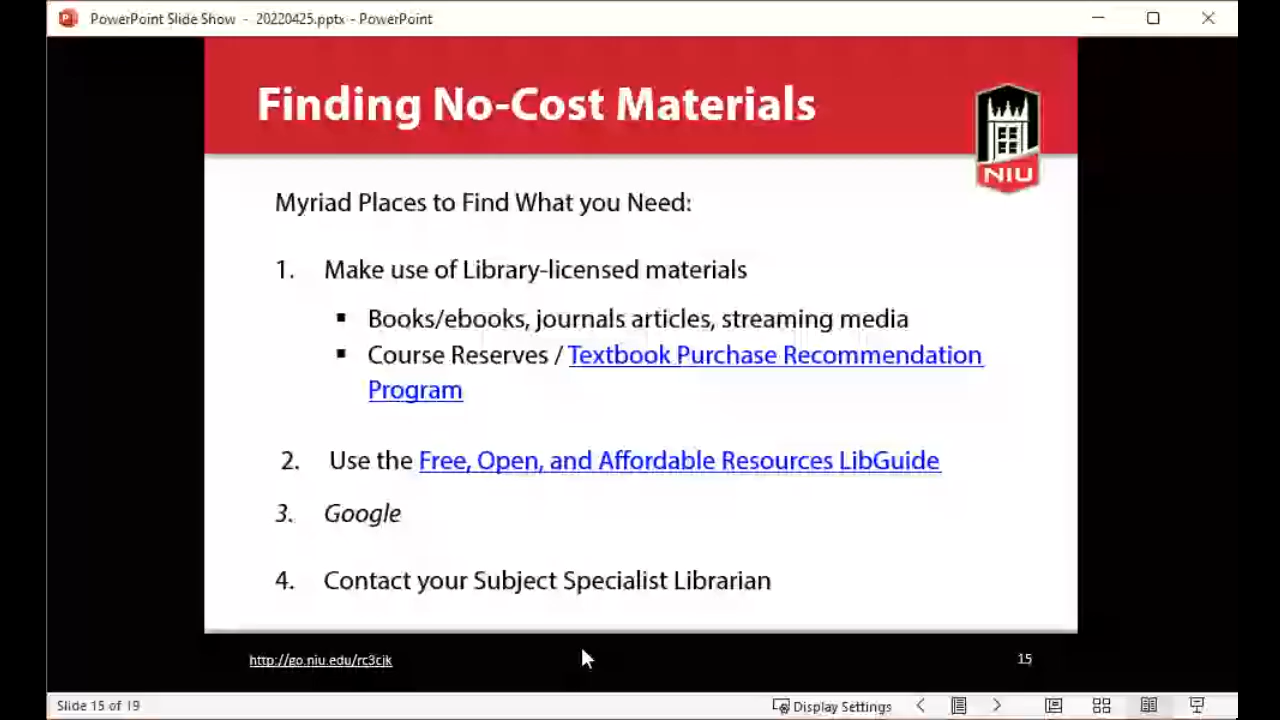 PowerPoint Slide Show - 20220425.pptx - PowerPoint
Finding No-Cost Materials
NIU
Myriad Places to Find What you Need:
1. Make use of Library-licensed materials
▪ Books/ebooks, journals articles, streaming media
▪ Course Reserves / Textbook Purchase Recommendation
Program
2. Use the Free, Open, and Affordable Resources LibGuide
3. Google
4. Contact your Subject Specialist Librarian
http://go.niu.edu/rc3cjk
15
Slide 15 of 19
Display Settings